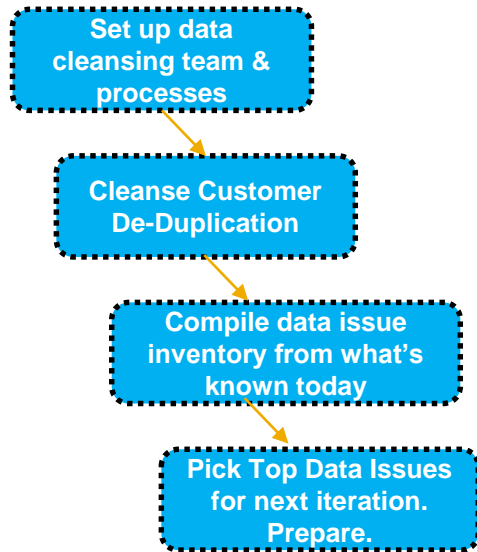 Set up data
cleansing team &
processes
Cleanse Customer
De-Duplication
Compile data issue
inventory from what’s
known today
Pick Top Data Issues
for next iteration.
Prepare.